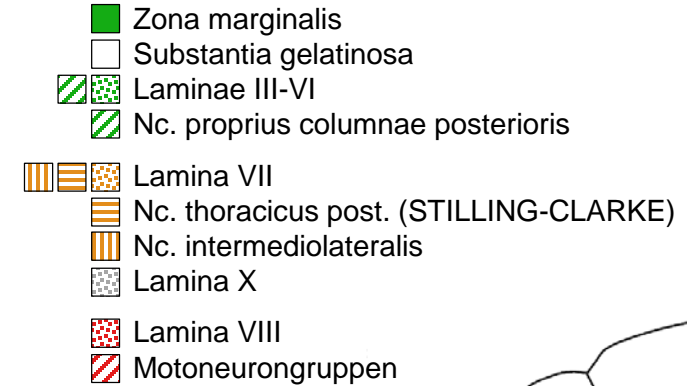 Zona marginalis
Substantia gelatinosa
Laminae III-VI
Nc. proprius columnae posterioris
Lamina VII
Nc. thoracicus post. (STILLING-CLARKE)
Nc. intermediolateralis
Lamina X
Lamina VIII
Motoneurongruppen